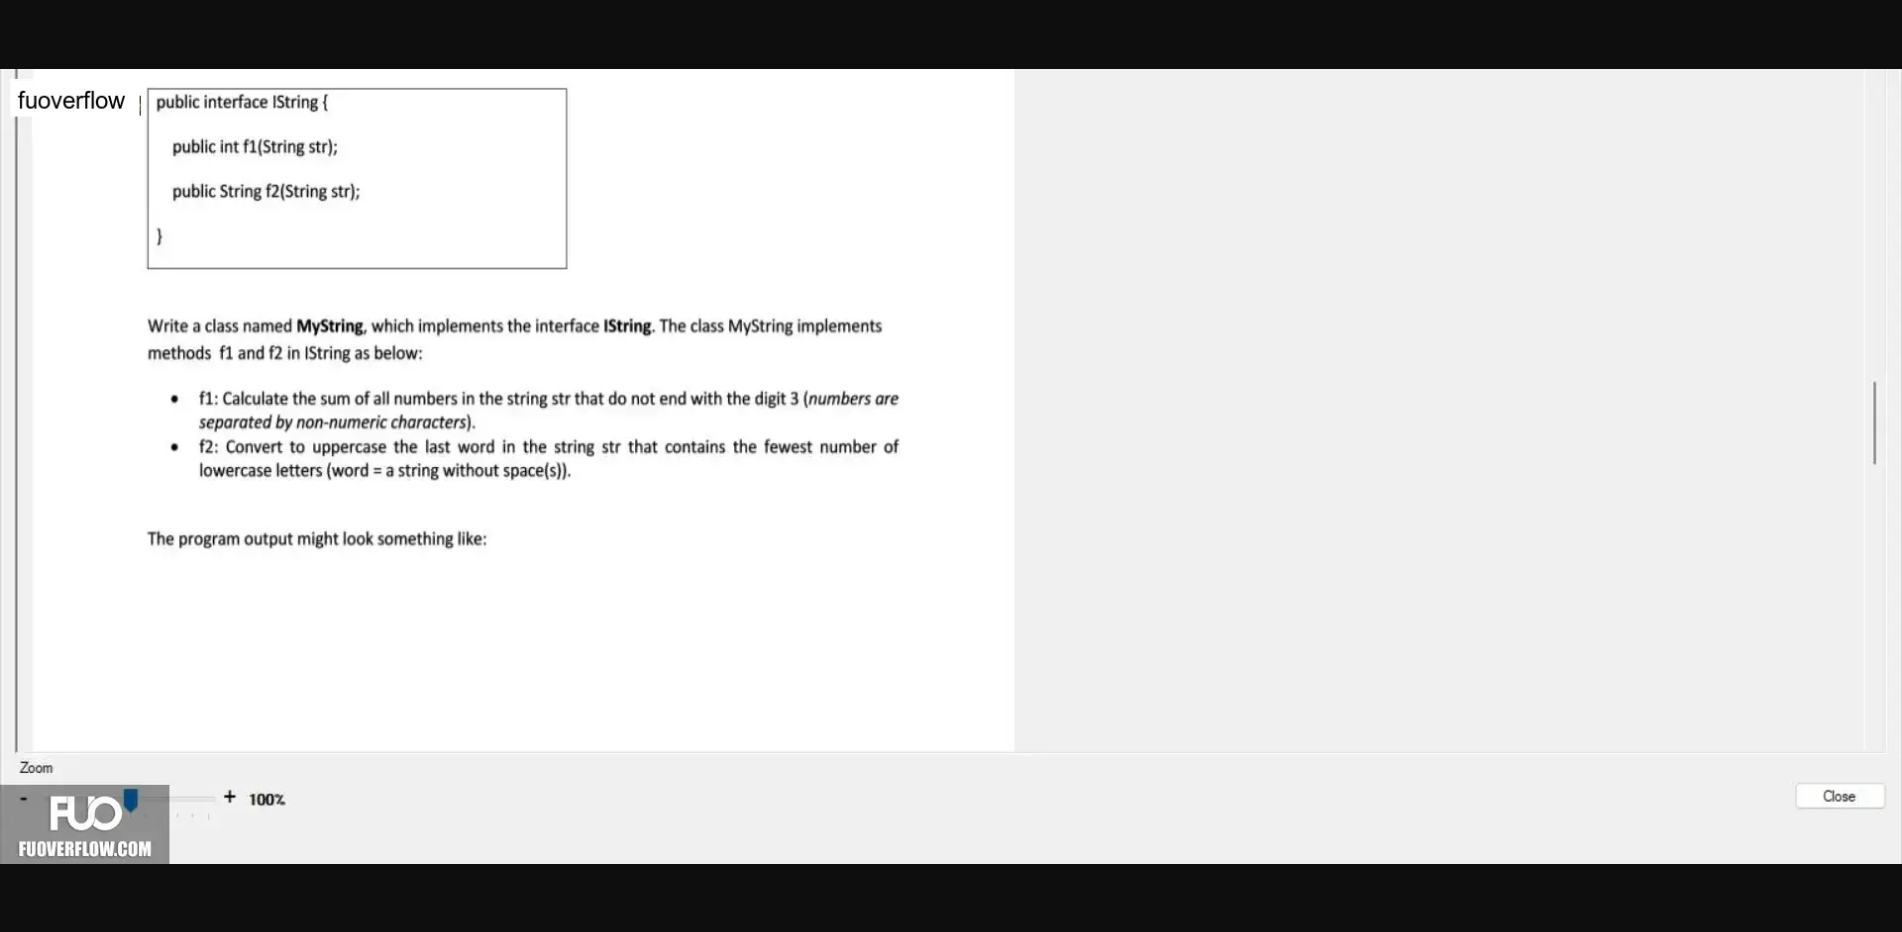 fuoverflow
public interface IString {
public int f1(String str);
public String f2(String str);
}
Write a class named MyString, which implements the interface IString. The class MyString implements
methods f1 and f2 in IString as below:
• f1: Calculate the sum of all numbers in the string str that do not end with the digit 3 (numbers are
separated by non-numeric characters).
• f2: Convert to uppercase the last word in the string str that contains the fewest number of
lowercase letters (word = a string without space(s)).
The program output might look something like:
Zoom
- + 100%
Close
FUO
FUOVERFLOW.COM